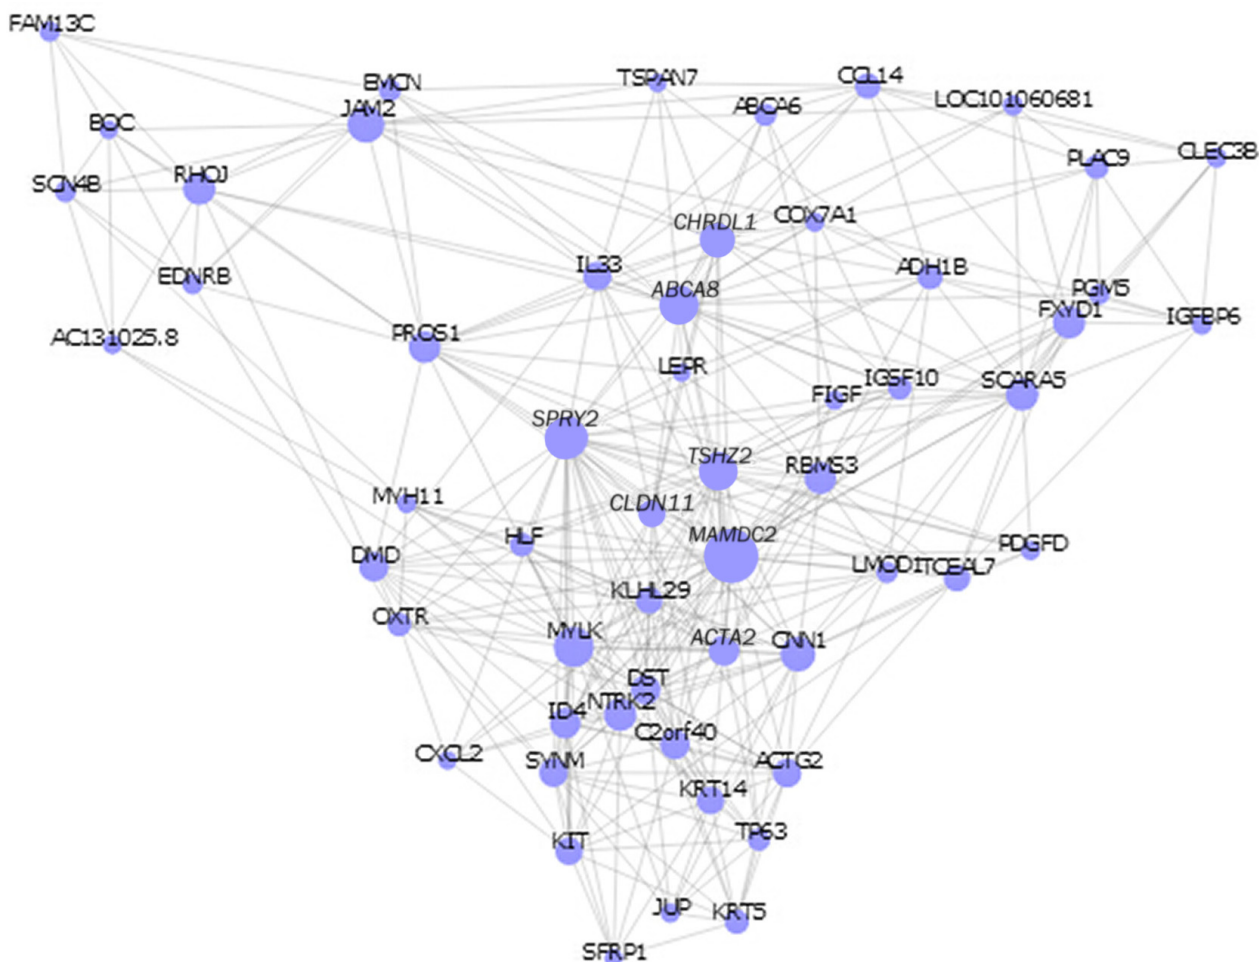 FAM13C
EMCN
TSPAN7
CCL14
JAM2
ABCA6
LOC101060681
BOC
PLAC9
CLEC3B
SCN4B
RHOJ
CHRDL1
COX7A1
EDNRB
IL33
ABCA8
ADH1B
PGM5
FXYD1
IGFBP6
AC131025.8
PROS1
LEPR
FIGF
IGSF10
SCARA5
SPRY2
TSHZ2
RBMS3
MYH11
CLDN11
HLF
MAMDC2
PDGFD
DMD
LMOD1
TCEAL7
KLHL29
OXTR
MYLK
ACTA2
CNN1
DST
ID4
NTRK2
C2orf40
CXCL2
SYNM
ACTG2
KRT14
KIT
TP63
JUP
KRT5
SFRP1